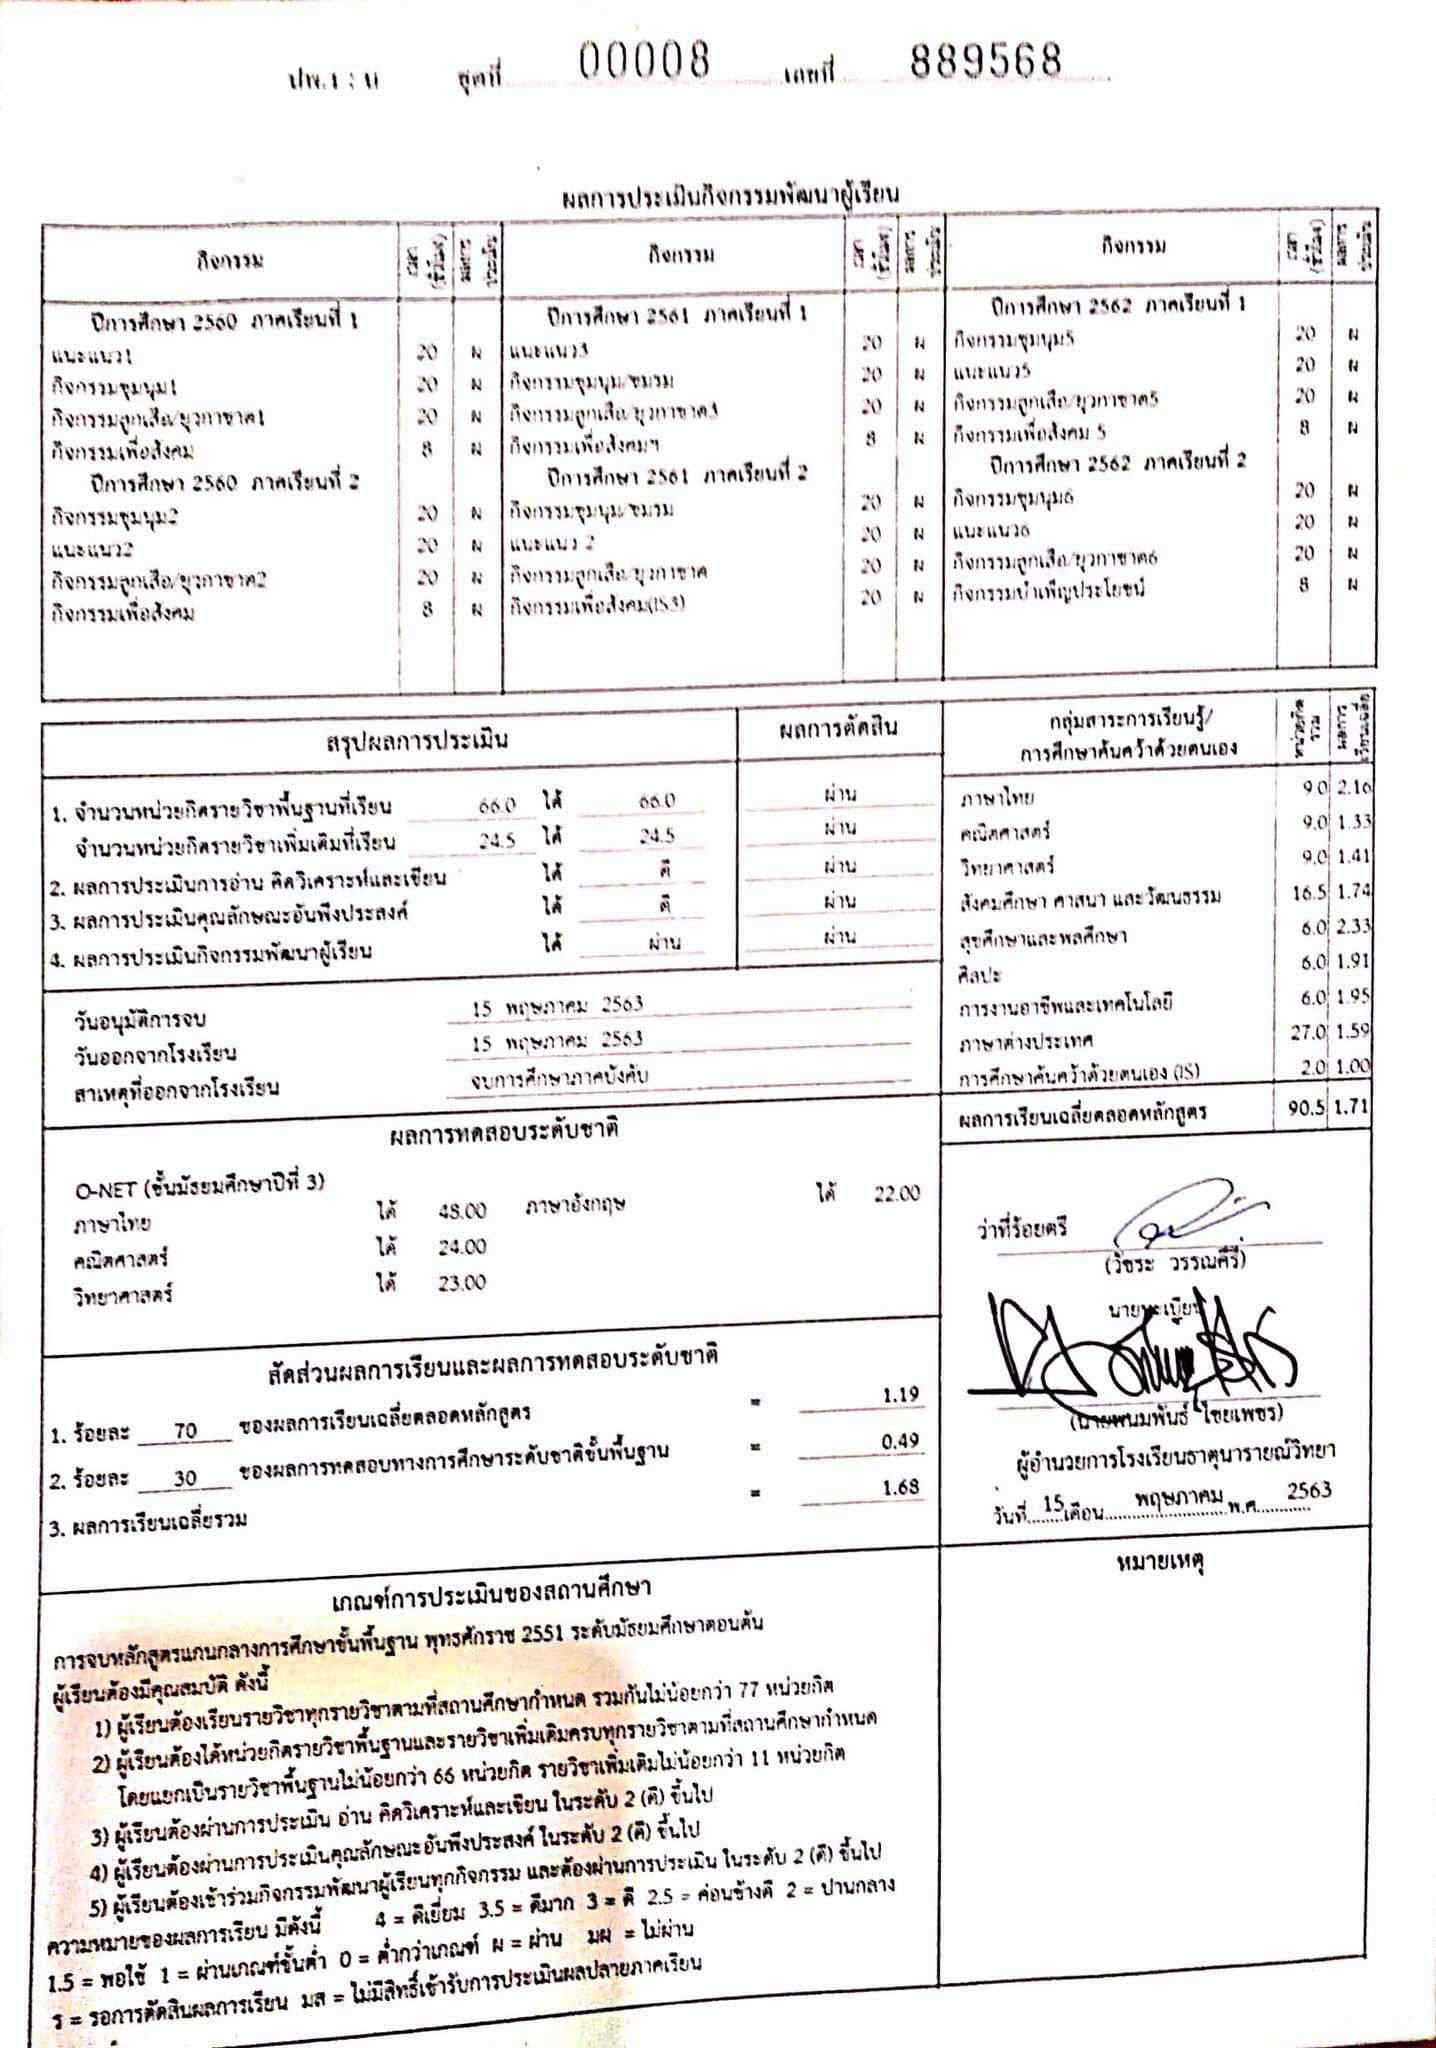 ปพ.1 : บ ชุดที่ 00008 เลขที่ 889568
ผลการประเมินกิจกรรมพัฒนาผู้เรียน
กิจกรรม เวลา (ชั่วโมง) ผลการประเมิน กิจกรรม เวลา (ชั่วโมง) ผลการประเมิน กิจกรรม เวลา (ชั่วโมง) ผลการประเมิน
ปีการศึกษา 2560 ภาคเรียนที่ 1
แนะแนว1 20 ผ
กิจกรรมชุมนุม1 20 ผ
กิจกรรมลูกเสือ/ยุวกาชาด1 20 ผ
กิจกรรมเพื่อสังคม 8 ผ
ปีการศึกษา 2560 ภาคเรียนที่ 2
กิจกรรมชุมนุม2 20 ผ
แนะแนว2 20 ผ
กิจกรรมลูกเสือ/ยุวกาชาด2 20 ผ
กิจกรรมเพื่อสังคม 8 ผ
ปีการศึกษา 2561 ภาคเรียนที่ 1
แนะแนว3 20 ผ
กิจกรรมชุมนุม/ชมรม 20 ผ
กิจกรรมลูกเสือ/ยุวกาชาด3 20 ผ
กิจกรรมเพื่อสังคมฯ 8 ผ
ปีการศึกษา 2561 ภาคเรียนที่ 2
กิจกรรมชุมนุม/ชมรม 20 ผ
แนะแนว 2 20 ผ
กิจกรรมลูกเสือ/ยุวกาชาด 20 ผ
กิจกรรมเพื่อสังคม(IS3) 20 ผ
ปีการศึกษา 2562 ภาคเรียนที่ 1
กิจกรรมชุมนุม5 20 ผ
แนะแนว5 20 ผ
กิจกรรมลูกเสือ/ยุวกาชาด5 20 ผ
กิจกรรมเพื่อสังคม 5 8 ผ
ปีการศึกษา 2562 ภาคเรียนที่ 2
กิจกรรมชุมนุม6 20 ผ
แนะแนว6 20 ผ
กิจกรรมลูกเสือ/ยุวกาชาด6 20 ผ
กิจกรรมบำเพ็ญประโยชน์ 8 ผ
สรุปผลการประเมิน ผลการตัดสิน
1. จำนวนหน่วยกิตรายวิชาพื้นฐานที่เรียน 66.0 ได้ 66.0 ผ่าน
จำนวนหน่วยกิตรายวิชาเพิ่มเติมที่เรียน 24.5 ได้ 24.5 ผ่าน
2. ผลการประเมินการอ่าน คิดวิเคราะห์และเขียน ได้ ดี ผ่าน
3. ผลการประเมินคุณลักษณะอันพึงประสงค์ ได้ ดี ผ่าน
4. ผลการประเมินกิจกรรมพัฒนาผู้เรียน ได้ ผ่าน ผ่าน
วันอนุมัติการจบ 15 พฤษภาคม 2563
วันออกจากโรงเรียน 15 พฤษภาคม 2563
สาเหตุที่ออกจากโรงเรียน จบการศึกษาภาคบังคับ
กลุ่มสาระการเรียนรู้/ หน่วยกิตรวม ผลการเรียนเฉลี่ย
การศึกษาค้นคว้าด้วยตนเอง
ภาษาไทย 9.0 2.16
คณิตศาสตร์ 9.0 1.33
วิทยาศาสตร์ 9.0 1.41
สังคมศึกษา ศาสนา และวัฒนธรรม 16.5 1.74
สุขศึกษาและพลศึกษา 6.0 2.33
ศิลปะ 6.0 1.91
การงานอาชีพและเทคโนโลยี 6.0 1.95
ภาษาต่างประเทศ 27.0 1.59
การศึกษาค้นคว้าด้วยตนเอง (IS) 2.0 1.00
ผลการเรียนเฉลี่ยตลอดหลักสูตร 90.5 1.71
ผลการทดสอบระดับชาติ
O-NET (ชั้นมัธยมศึกษาปีที่ 3)
ภาษาไทย ได้ 48.00 ภาษาอังกฤษ ได้ 22.00
คณิตศาสตร์ ได้ 24.00
วิทยาศาสตร์ ได้ 23.00
สัดส่วนผลการเรียนและผลการทดสอบระดับชาติ
1. ร้อยละ 70 ของผลการเรียนเฉลี่ยตลอดหลักสูตร = 1.19
2. ร้อยละ 30 ของผลการทดสอบทางการศึกษาระดับชาติขั้นพื้นฐาน = 0.49
3. ผลการเรียนเฉลี่ยรวม = 1.68
ว่าที่ร้อยตรี
(วัชระ วรรณคีรี)
นายทะเบียน
(นายพนมพันธ์ ไชยเพชร)
ผู้อำนวยการโรงเรียนธาตุนารายณ์วิทยา
วันที่ 15 เดือน พฤษภาคม พ.ศ. 2563
หมายเหตุ
เกณฑ์การประเมินของสถานศึกษา
การจบหลักสูตรแกนกลางการศึกษาขั้นพื้นฐาน พุทธศักราช 2551 ระดับมัธยมศึกษาตอนต้น
ผู้เรียนต้องมีคุณสมบัติ ดังนี้
1) ผู้เรียนต้องเรียนรายวิชาทุกรายวิชาตามที่สถานศึกษากำหนด รวมกันไม่น้อยกว่า 77 หน่วยกิต
2) ผู้เรียนต้องได้หน่วยกิตรายวิชาพื้นฐานและรายวิชาเพิ่มเติมครบทุกรายวิชาตามที่สถานศึกษากำหนด
โดยแยกเป็นรายวิชาพื้นฐานไม่น้อยกว่า 66 หน่วยกิต รายวิชาเพิ่มเติมไม่น้อยกว่า 11 หน่วยกิต
3) ผู้เรียนต้องผ่านการประเมิน อ่าน คิดวิเคราะห์และเขียน ในระดับ 2 (ดี) ขึ้นไป
4) ผู้เรียนต้องผ่านการประเมินคุณลักษณะอันพึงประสงค์ ในระดับ 2 (ดี) ขึ้นไป
5) ผู้เรียนต้องเข้าร่วมกิจกรรมพัฒนาผู้เรียนทุกกิจกรรม และต้องผ่านการประเมิน ในระดับ 2 (ดี) ขึ้นไป
ความหมายของผลการเรียน มีดังนี้ 4 = ดีเยี่ยม 3.5 = ดีมาก 3 = ดี 2.5 = ค่อนข้างดี 2 = ปานกลาง
1.5 = พอใช้ 1 = ผ่านเกณฑ์ขั้นต่ำ 0 = ต่ำกว่าเกณฑ์ ผ = ผ่าน มผ = ไม่ผ่าน
ร = รอการตัดสินผลการเรียน มส = ไม่มีสิทธิ์เข้ารับการประเมินผลปลายภาคเรียน